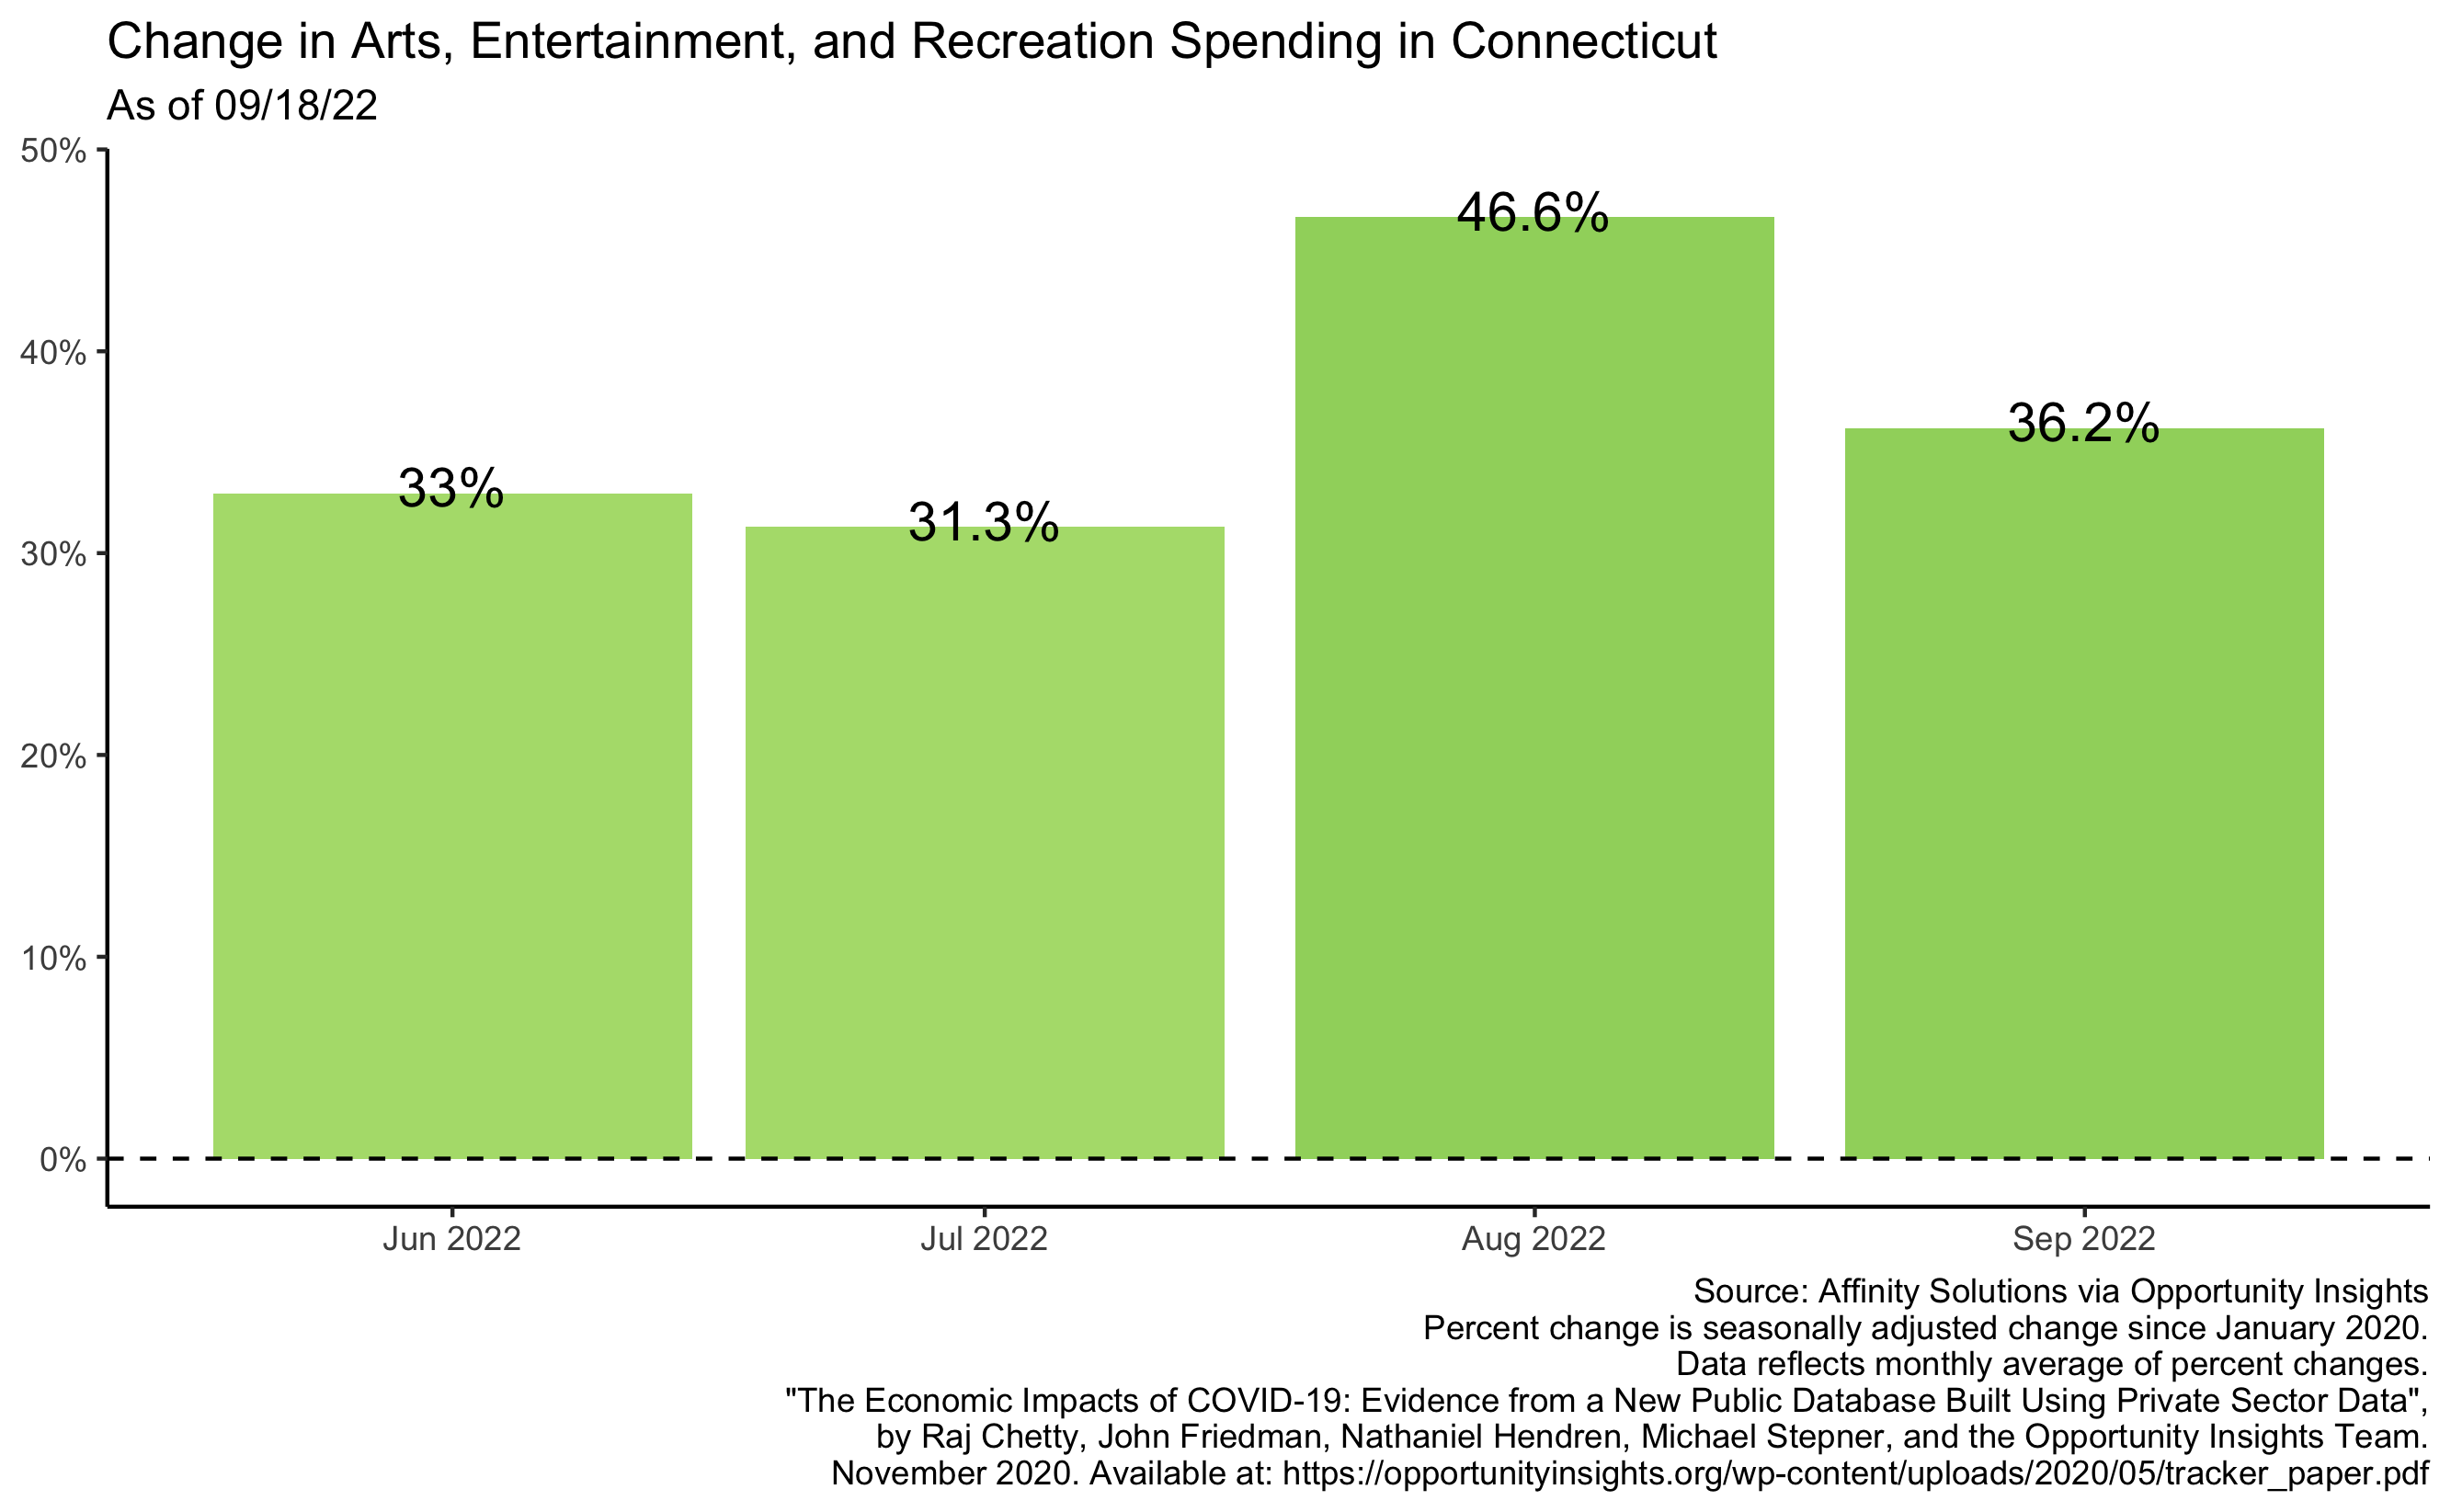 Change in Arts, Entertainment, and Recreation Spending in Connecticut
As of 09/18/22
50%
40%
30%
20%
10%
0%
33%
31.3%
46.6%
36.2%
Jun 2022
Jul 2022
Aug 2022
Sep 2022
Source: Affinity Solutions via Opportunity Insights
Percent change is seasonally adjusted change since January 2020.
Data reflects monthly average of percent changes.
"The Economic Impacts of COVID-19: Evidence from a New Public Database Built Using Private Sector Data",
by Raj Chetty, John Friedman, Nathaniel Hendren, Michael Stepner, and the Opportunity Insights Team.
November 2020. Available at: https://opportunityinsights.org/wp-content/uploads/2020/05/tracker_paper.pdf